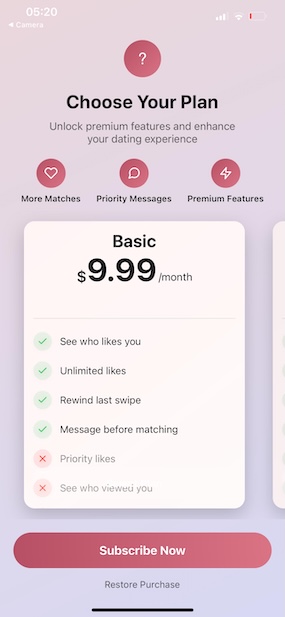 05:20
◀ Camera
?
Choose Your Plan
Unlock premium features and enhance
your dating experience
More Matches
Priority Messages
Premium Features
Basic
$9.99/month
See who likes you
Unlimited likes
Rewind last swipe
Message before matching
Priority likes
See who viewed you
Subscribe Now
Restore Purchase